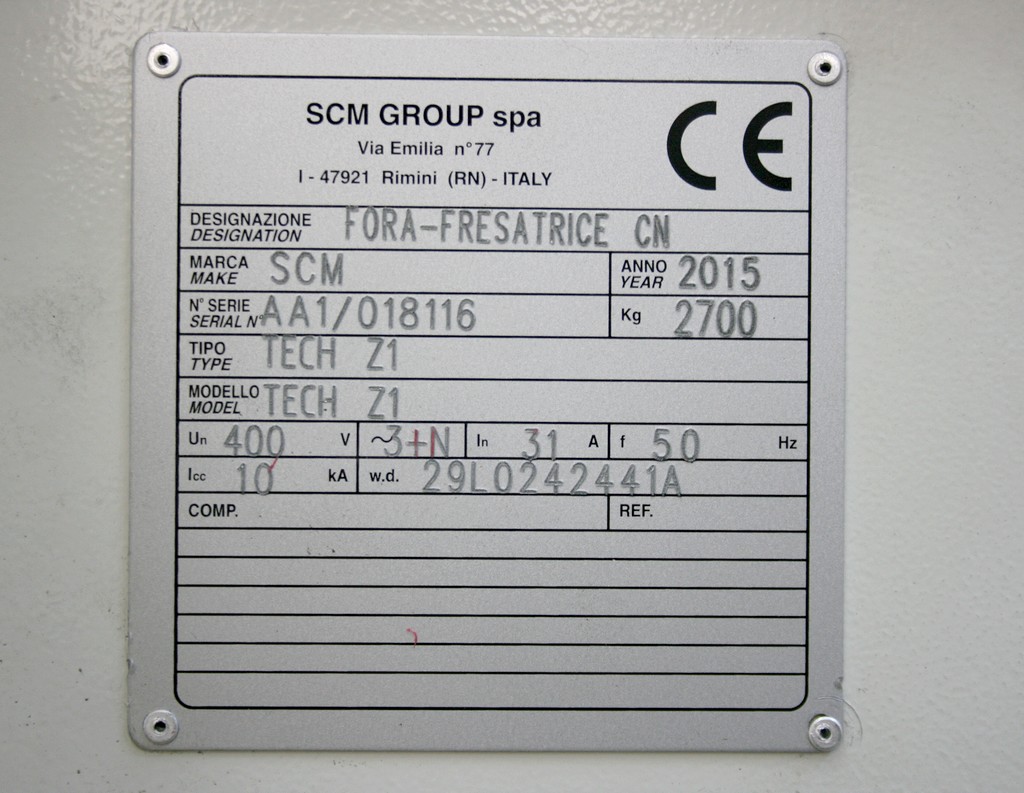 SCM GROUP spa
Via Emilia n°77
I - 47921 Rimini (RN) - ITALY
CE
DESIGNAZIONE
DESIGNATION
FORA-FRESATRICE CN
MARCA
MAKE
SCM
ANNO
YEAR
2015
N° SERIE
SERIAL N°
AA1/018116
Kg 2700
TIPO
TYPE
TECH Z1
MODELLO
MODEL
TECH Z1
Un 400 V ~3+N In 31 A f 50 Hz
Icc 10 kA w.d. 29L0242441A
COMP. REF.